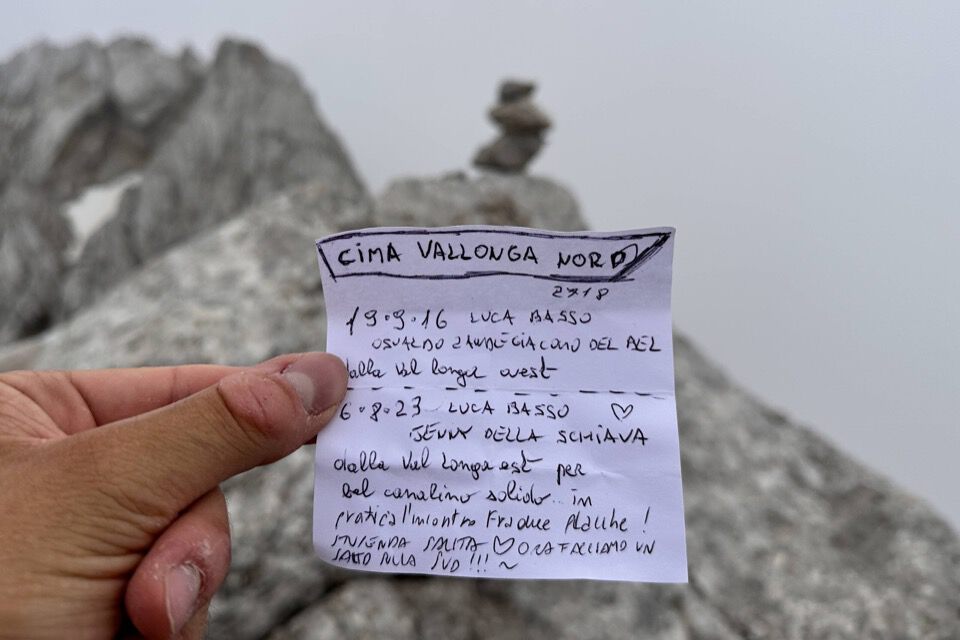 CIMA VALLONGA NORD
2718
19.9.16 LUCA BASSO
OSVALDO ZANDEGIACOMO DEL BEL
dalla Val longa ovest
6.8.23 LUCA BASSO ♡
JENNY DELLA SCHIAVA
dalla Val Longa est per
bel canalino solido.. in
pratica l'incontro Fra due Placche!
STUPENDA SALITA ♡ ORA FACCIAMO UN
SALTO SULLA SUD!!! ~